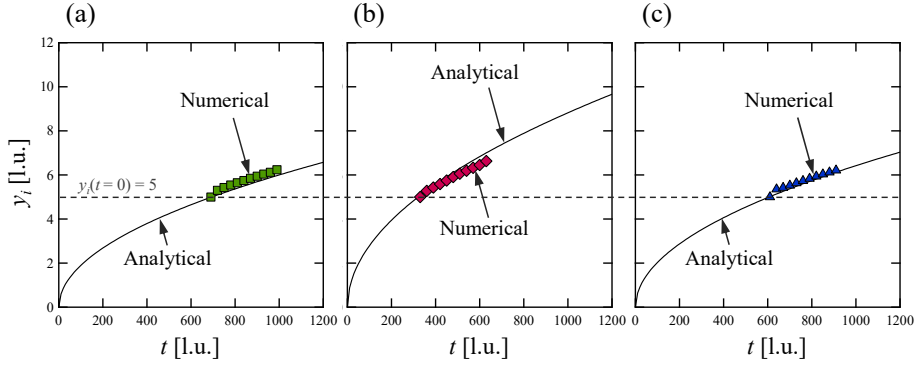 (a)
(b)
(c)
12
10
8
6
4
2
0
y_i [l.u.]
Numerical
y_i(t=0) = 5
Analytical
0 200 400 600 800 1000 1200
t [l.u.]
Analytical
Numerical
0 200 400 600 800 1000 1200
t [l.u.]
Numerical
Analytical
0 200 400 600 800 1000 1200
t [l.u.]